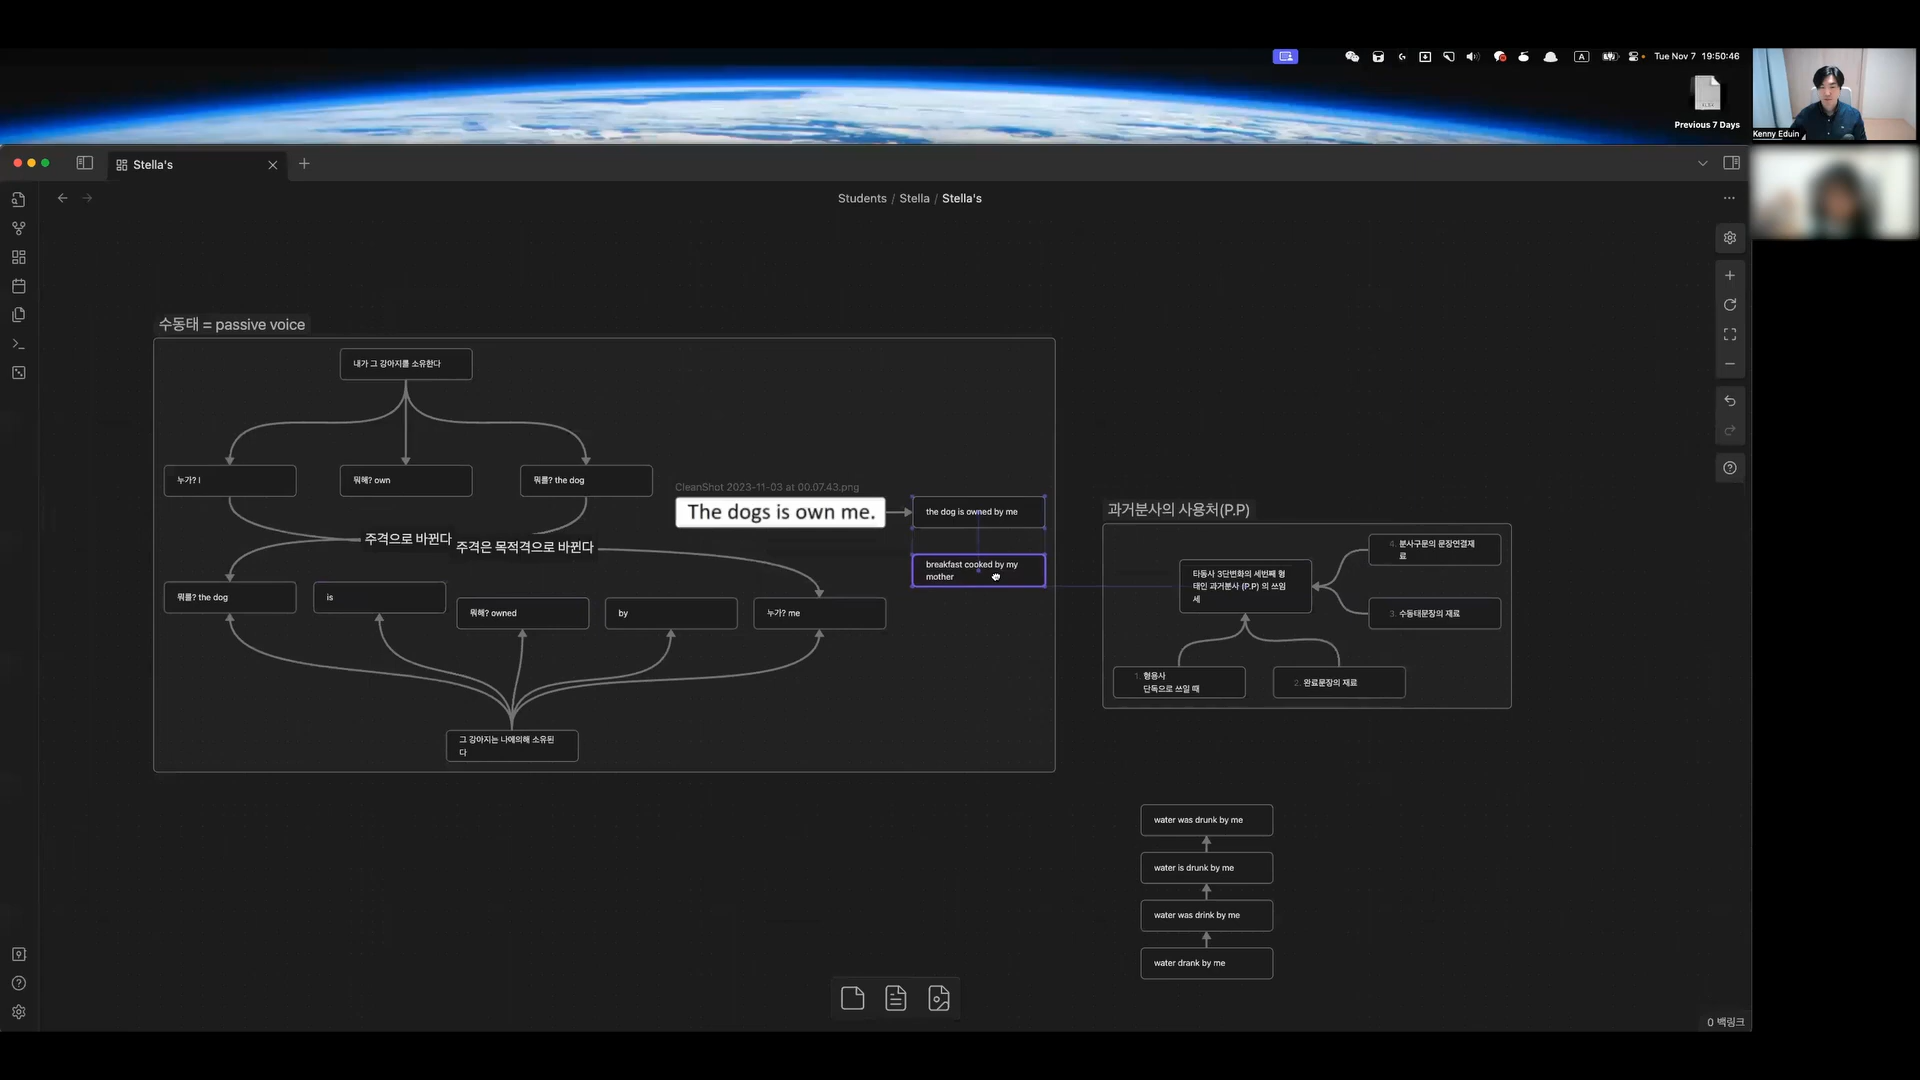 Tue Nov 7 19:50:46
Previous 7 Days
Kenny Eduin
Stella's
Students / Stella / Stella's
수동태 = passive voice
내가 그 강아지를 소유한다
누가? I
뭐해? own
뭐를? the dog
CleanShot 2023-11-03 at 00.07.43.png
The dogs is own me.
the dog is owned by me
주격으로 바뀐다
주격은 목적격으로 바뀐다
breakfast cooked by my
mother
뭐를? the dog
is
뭐해? owned
by
누가? me
그 강아지는 나에의해 소유된
다
과거분사의 사용처(P.P)
4. 분사구문의 문장연결재
료
타동사 3단변화의 세번째 형
태인 과거분사 (P.P) 의 쓰임
세
3. 수동태문장의 재료
1. 형용사
단독으로 쓰일 때
2. 완료문장의 재료
water was drunk by me
water is drunk by me
water was drink by me
water drank by me
0 백링크